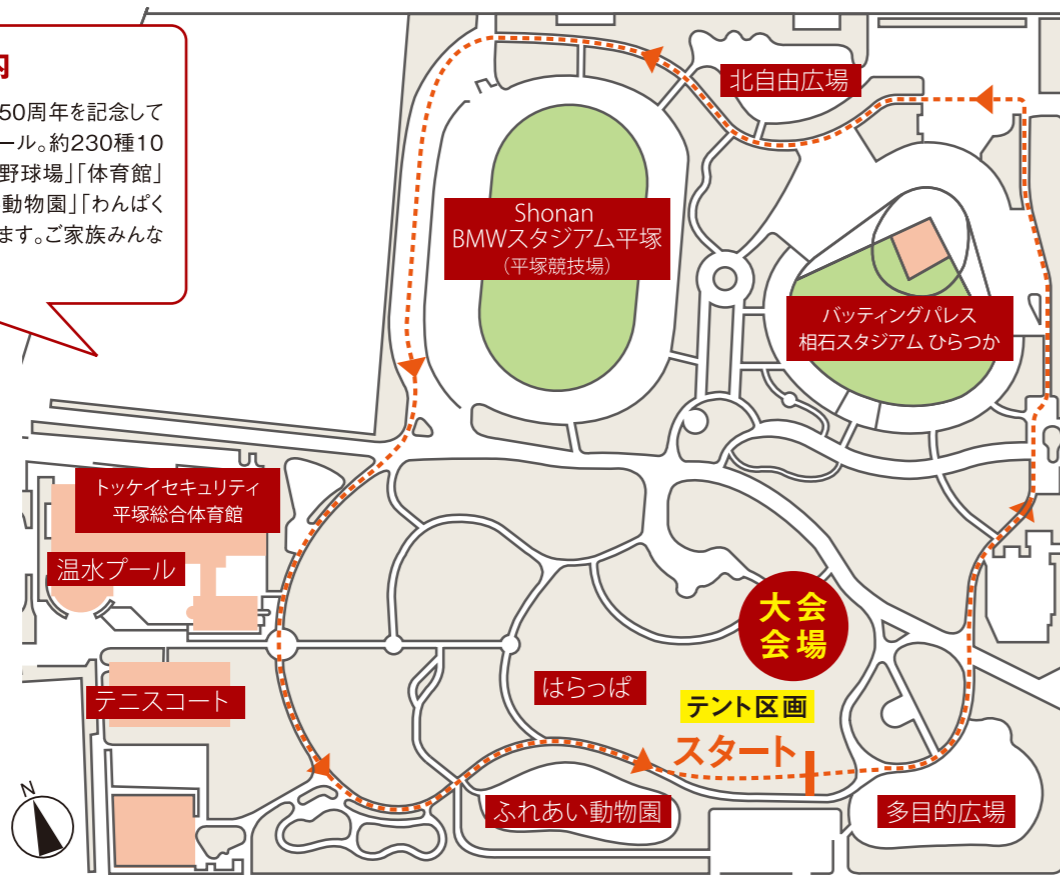 内
50周年を記念して
ール。約230種10
野球場」「体育館」
動物園」「わんぱく
ます。ご家族みんな
北自由広場
Shonan
BMWスタジアム平塚
(平塚競技場)
バッティングパレス
相石スタジアム ひらつか
トッケイセキュリティ
平塚総合体育館
温水プール
大会
会場
はらっぱ
テニスコート
テント区画
スタート
ふれあい動物園
多目的広場
N